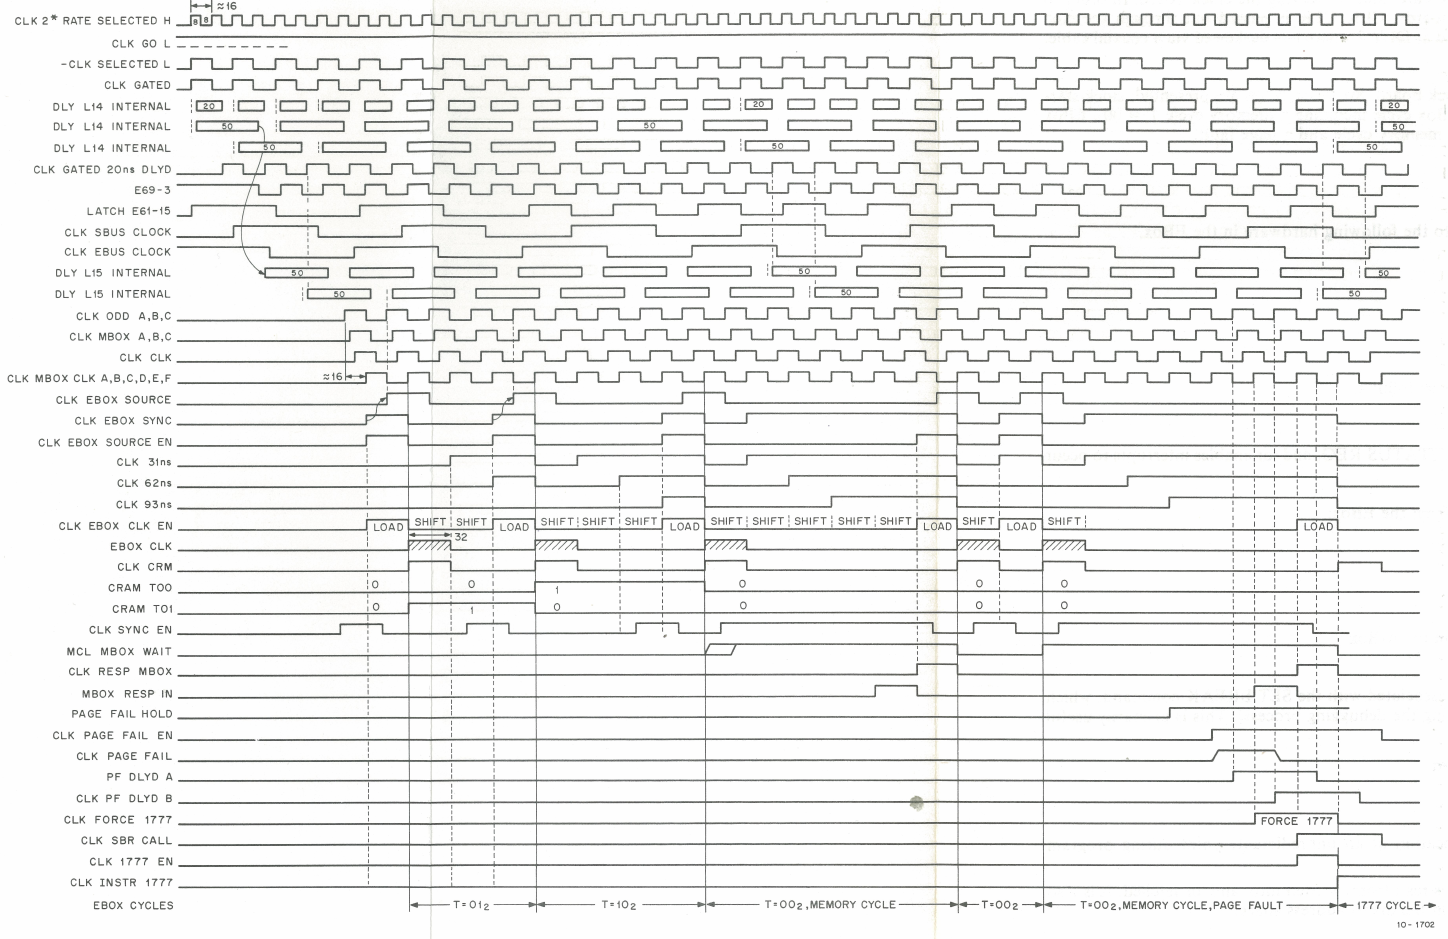 ≈16
CLK 2* RATE SELECTED H 8 8
CLK GO L
-CLK SELECTED L
CLK GATED
DLY L14 INTERNAL 20 20 20
DLY L14 INTERNAL 50 50 50
DLY L14 INTERNAL 50 50 50
CLK GATED 20ns DLYD
E69-3
LATCH E61-15
CLK SBUS CLOCK
CLK EBUS CLOCK
DLY L15 INTERNAL 50 50 50
DLY L15 INTERNAL 50 50 50
CLK ODD A,B,C
CLK MBOX A,B,C
CLK CLK
CLK MBOX CLK A,B,C,D,E,F ≈16
CLK EBOX SOURCE
CLK EBOX SYNC
CLK EBOX SOURCE EN
CLK 31ns
CLK 62ns
CLK 93ns
CLK EBOX CLK EN LOAD SHIFT SHIFT LOAD SHIFT SHIFT SHIFT LOAD SHIFT SHIFT SHIFT SHIFT SHIFT LOAD SHIFT LOAD SHIFT LOAD
32
EBOX CLK
CLK CRM
CRAM T00 0 0 1 0 0 0
CRAM T01 0 1 0 0 0 0
CLK SYNC EN
MCL MBOX WAIT
CLK RESP MBOX
MBOX RESP IN
PAGE FAIL HOLD
CLK PAGE FAIL EN
CLK PAGE FAIL
PF DLYD A
CLK PF DLYD B
CLK FORCE 1777 FORCE 1777
CLK SBR CALL
CLK 1777 EN
CLK INSTR 1777
EBOX CYCLES T=01₂ T=10₂ T=00₂,MEMORY CYCLE T=00₂ T=00₂,MEMORY CYCLE,PAGE FAULT 1777 CYCLE
10-1702